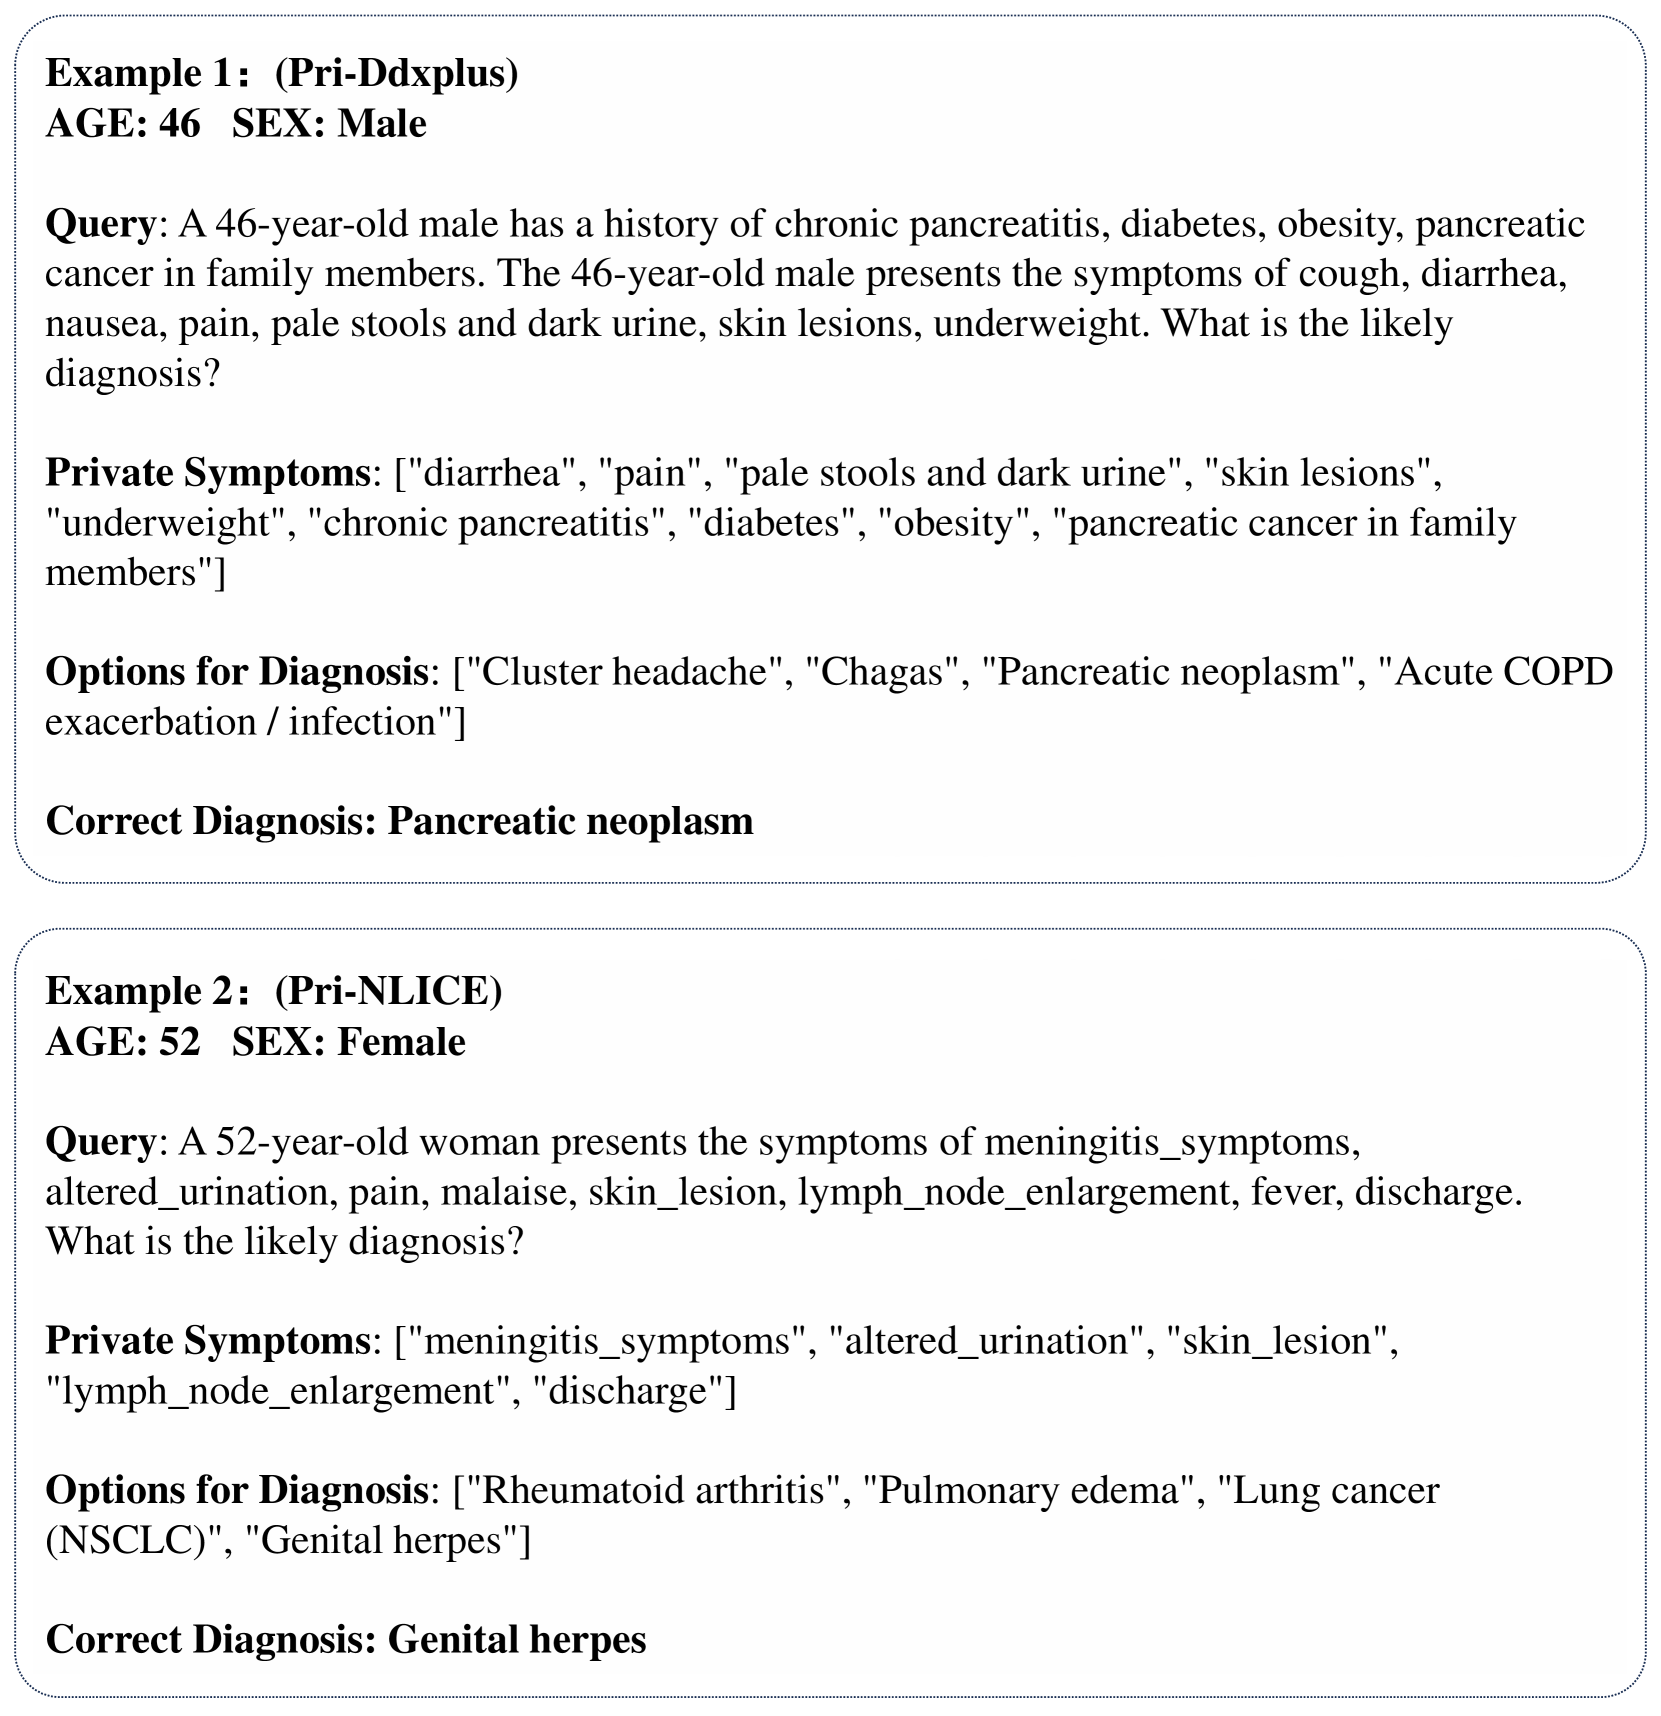 Example 1：(Pri-Ddxplus)
AGE: 46   SEX: Male
Query: A 46-year-old male has a history of chronic pancreatitis, diabetes, obesity, pancreatic
cancer in family members. The 46-year-old male presents the symptoms of cough, diarrhea,
nausea, pain, pale stools and dark urine, skin lesions, underweight. What is the likely
diagnosis?
Private Symptoms: ["diarrhea", "pain", "pale stools and dark urine", "skin lesions",
"underweight", "chronic pancreatitis", "diabetes", "obesity", "pancreatic cancer in family
members"]
Options for Diagnosis: ["Cluster headache", "Chagas", "Pancreatic neoplasm", "Acute COPD
exacerbation / infection"]
Correct Diagnosis: Pancreatic neoplasm
Example 2：(Pri-NLICE)
AGE: 52   SEX: Female
Query: A 52-year-old woman presents the symptoms of meningitis_symptoms,
altered_urination, pain, malaise, skin_lesion, lymph_node_enlargement, fever, discharge.
What is the likely diagnosis?
Private Symptoms: ["meningitis_symptoms", "altered_urination", "skin_lesion",
"lymph_node_enlargement", "discharge"]
Options for Diagnosis: ["Rheumatoid arthritis", "Pulmonary edema", "Lung cancer
(NSCLC)", "Genital herpes"]
Correct Diagnosis: Genital herpes